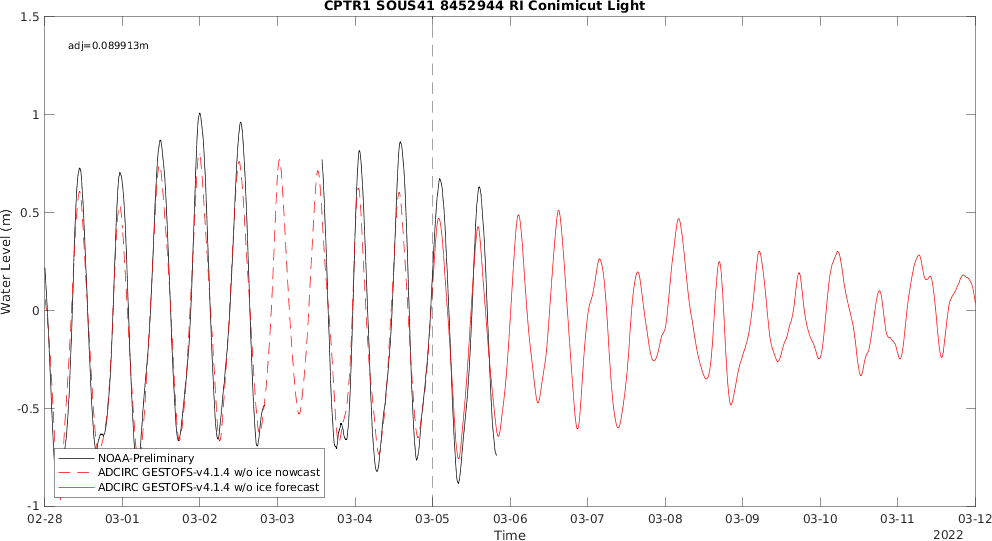 CPTR1 SOUS41 8452944 RI Conimicut Light
adj=0.089913m
Water Level (m)
1.5
1
0.5
0
-0.5
-1
NOAA-Preliminary
ADCIRC GESTOFS-v4.1.4 w/o ice nowcast
ADCIRC GESTOFS-v4.1.4 w/o ice forecast
02-28 03-01 03-02 03-03 03-04 03-05 03-06 03-07 03-08 03-09 03-10 03-11 03-12
Time
2022